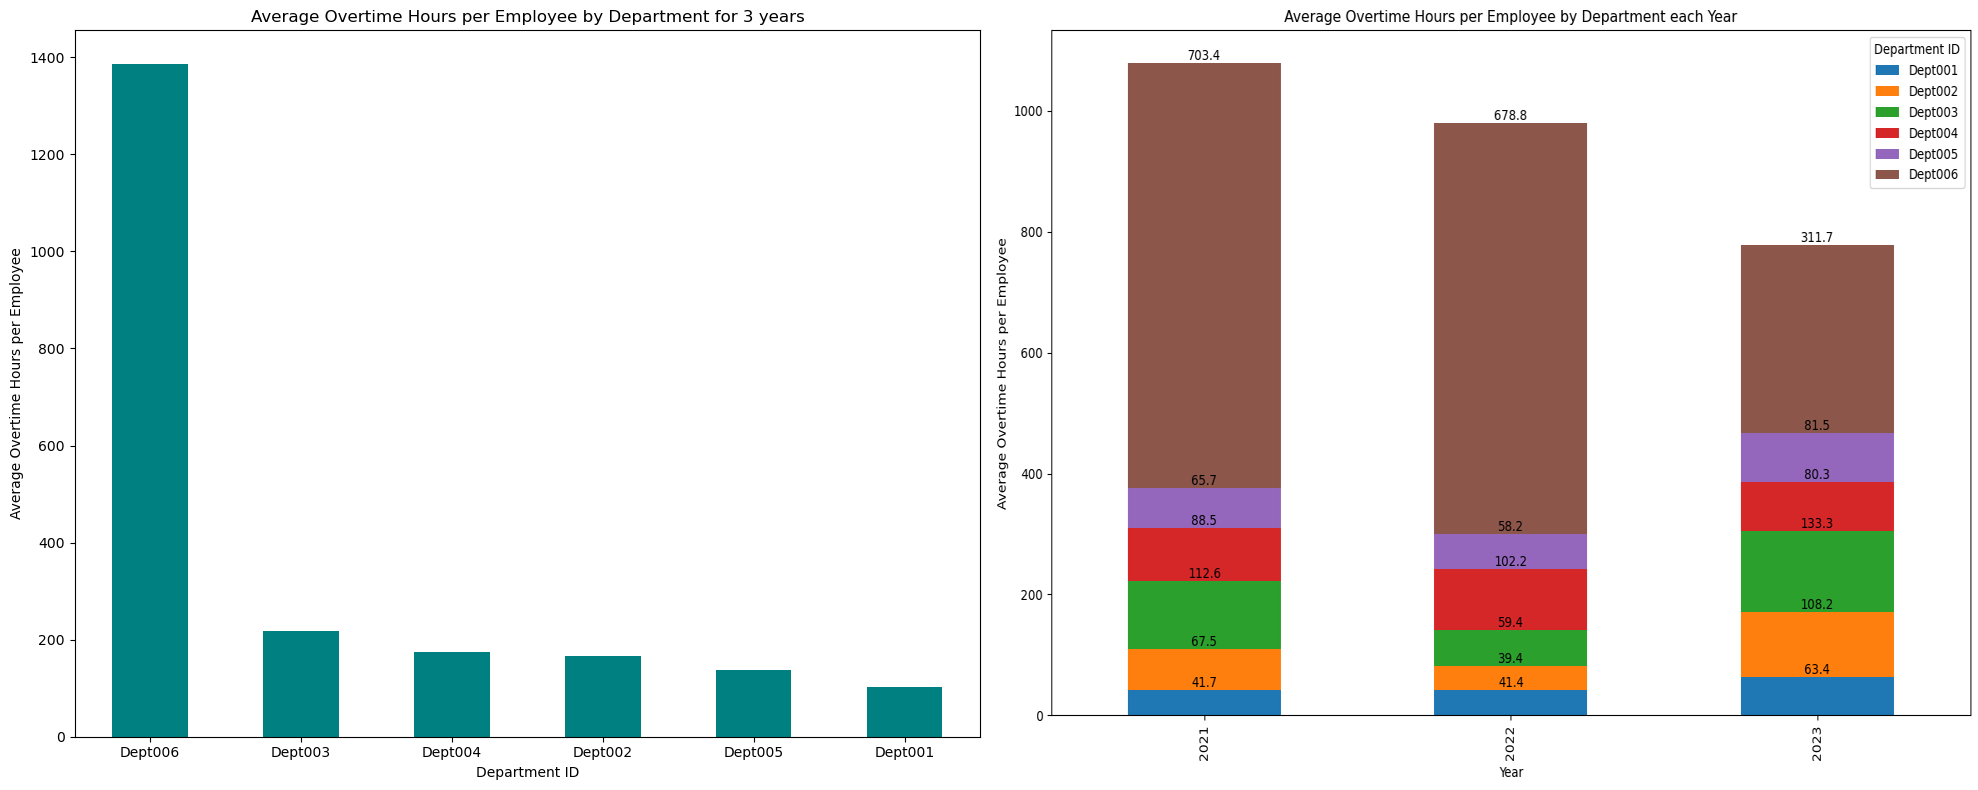 Average Overtime Hours per Employee by Department for 3 years
Average Overtime Hours per Employee
1400
1200
1000
800
600
400
200
0
Dept006
Dept003
Dept004
Dept002
Dept005
Dept001
Department ID
Average Overtime Hours per Employee by Department each Year
Average Overtime Hours per Employee
1000
800
600
400
200
0
703.4
65.7
88.5
112.6
67.5
41.7
678.8
58.2
102.2
59.4
39.4
41.4
311.7
81.5
80.3
133.3
108.2
63.4
2021
2022
2023
Year
Department ID
Dept001
Dept002
Dept003
Dept004
Dept005
Dept006